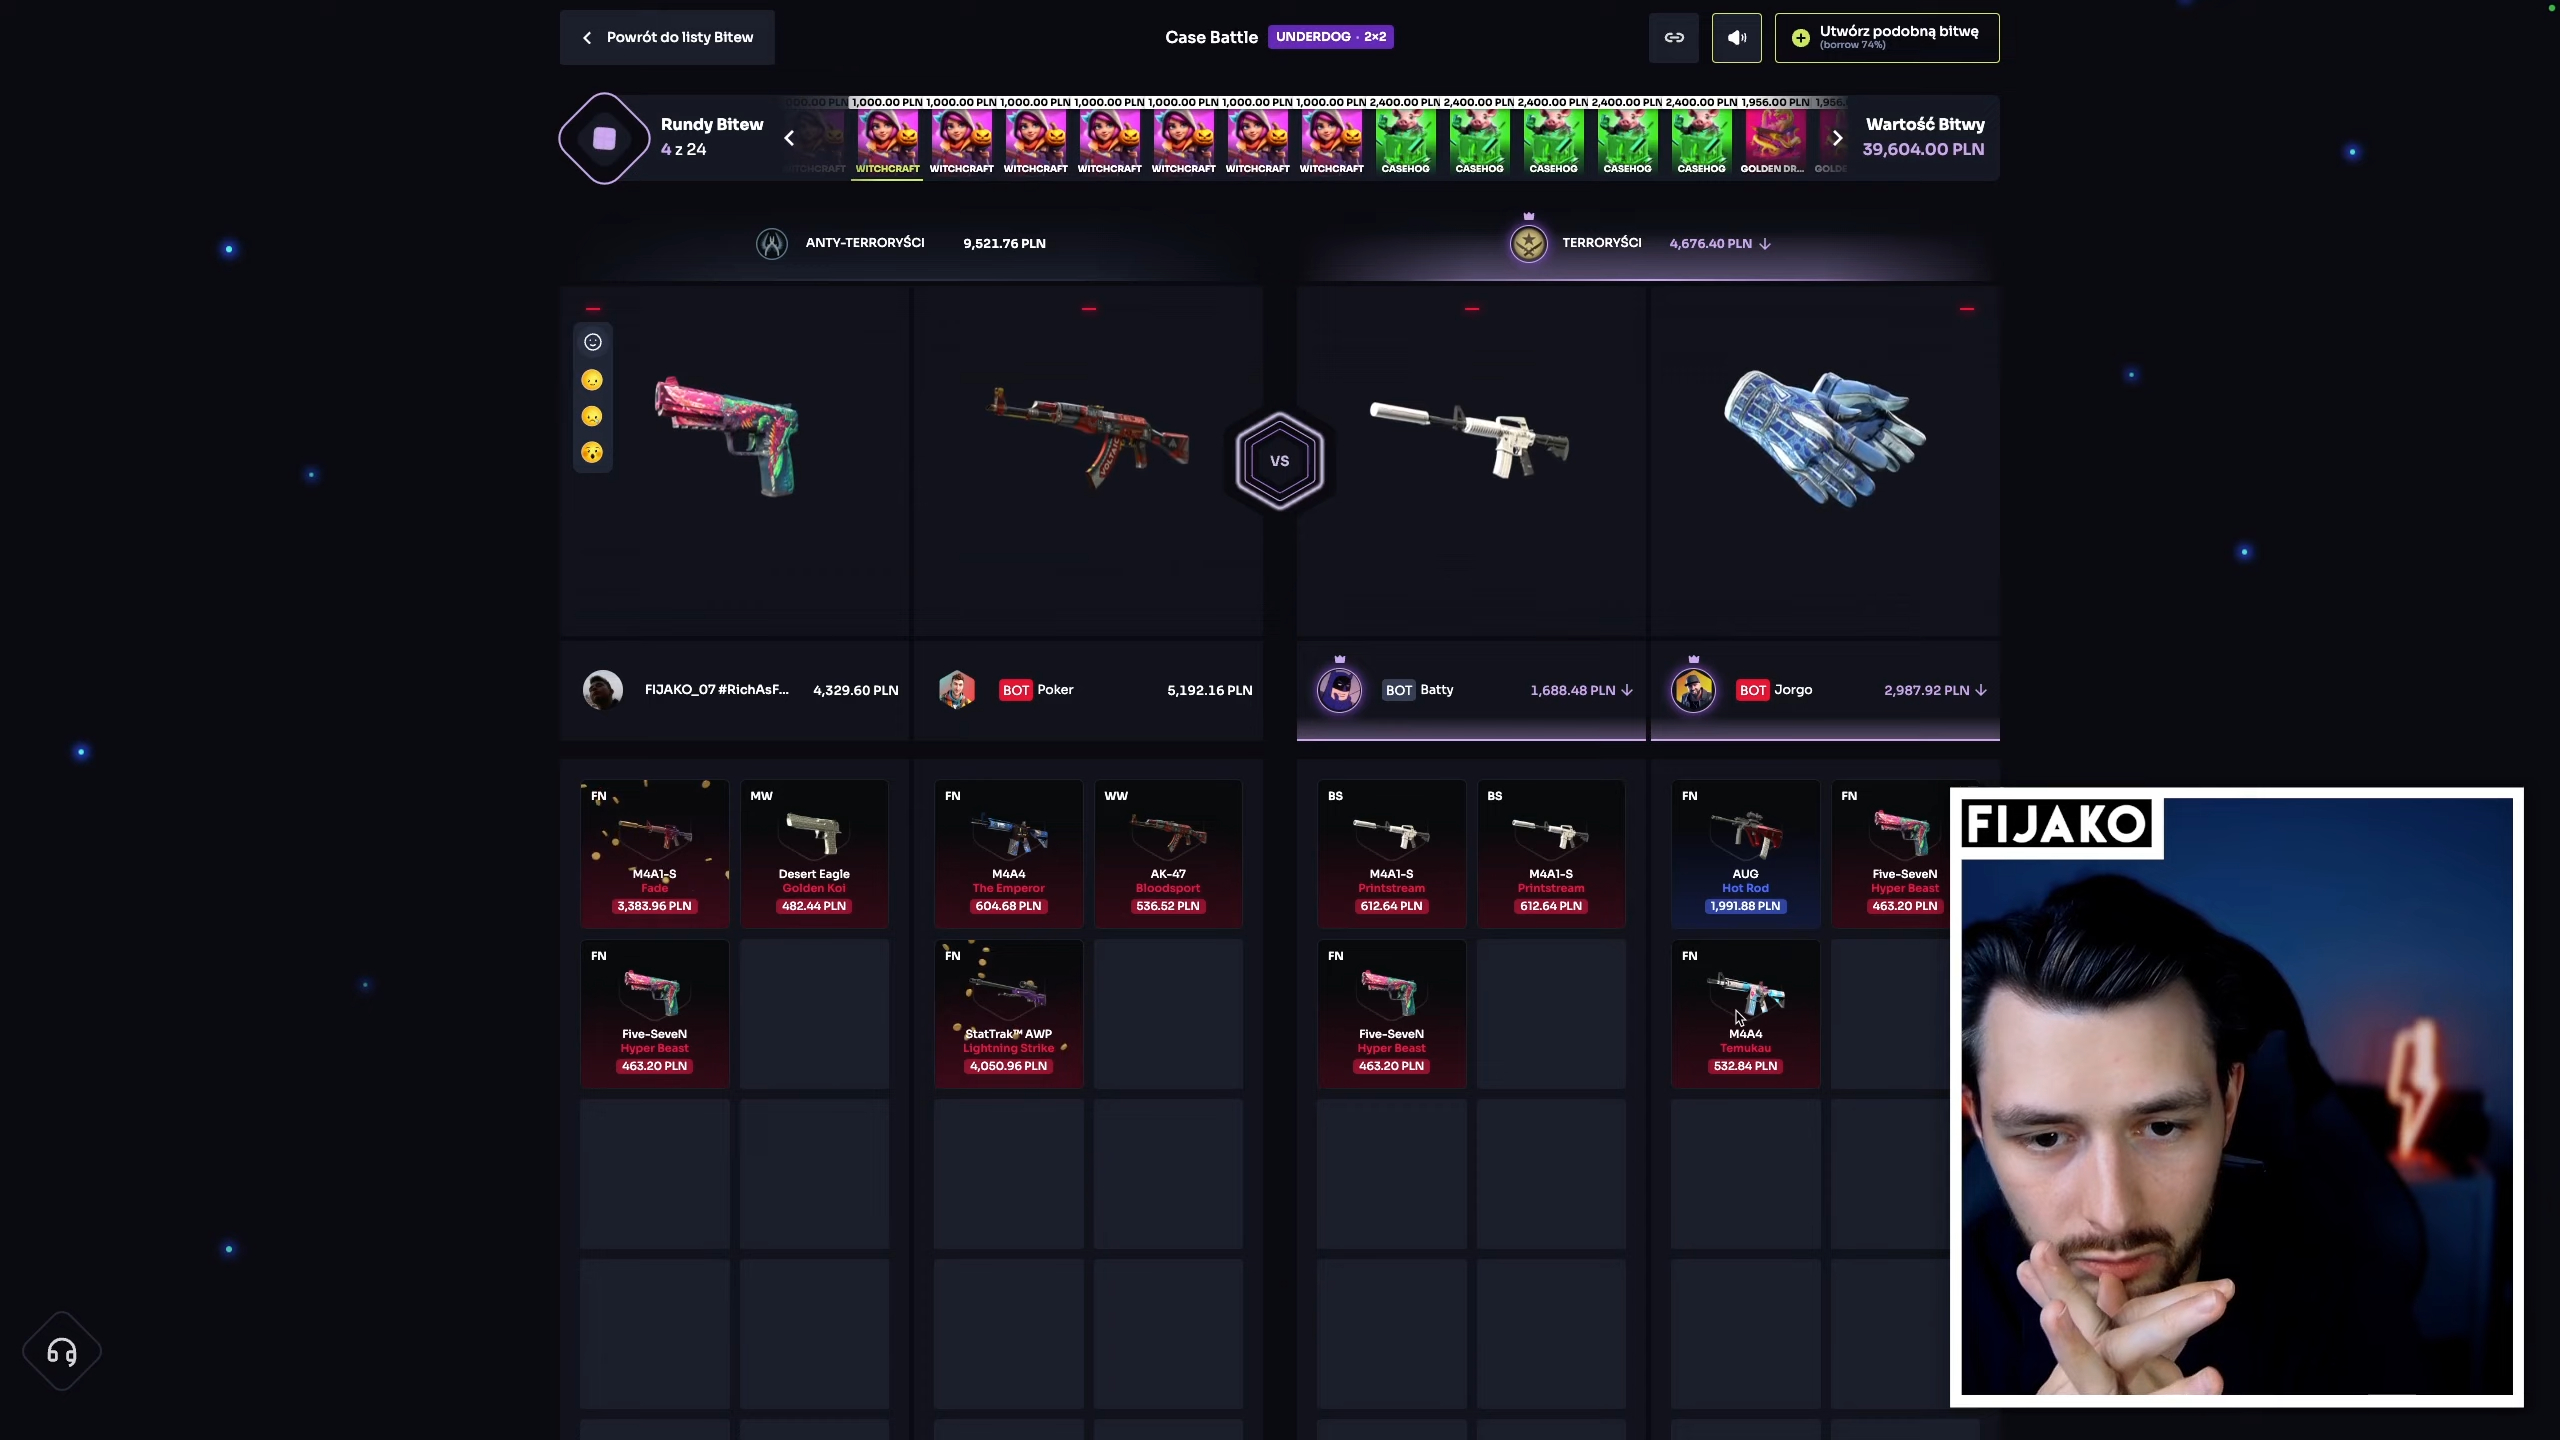 Powrót do listy Bitew
Case Battle UNDERDOG · 2×2
Utwórz podobną bitwę
(borrow 74%)
Rundy Bitew
4 z 24
1,000.00 PLN 1,000.00 PLN 1,000.00 PLN 1,000.00 PLN 1,000.00 PLN 1,000.00 PLN 1,000.00 PLN 2,400.00 PLN 2,400.00 PLN 2,400.00 PLN 2,400.00 PLN 2,400.00 PLN 1,956.00 PLN
WITCHCRAFT WITCHCRAFT WITCHCRAFT WITCHCRAFT WITCHCRAFT WITCHCRAFT WITCHCRAFT CASEHOG CASEHOG CASEHOG CASEHOG CASEHOG GOLDEN DR...
Wartość Bitwy
39,604.00 PLN
ANTY-TERRORYŚCI 9,521.76 PLN
TERRORYŚCI 4,676.40 PLN
VS
FIJAKO_07 #RichAsF... 4,329.60 PLN
BOT Poker 5,192.16 PLN
BOT Batty 1,688.48 PLN
BOT Jorgo 2,987.92 PLN
FN
M4A1-S
Fade
3,383.96 PLN
MW
Desert Eagle
Golden Koi
482.44 PLN
FN
M4A4
The Emperor
604.68 PLN
WW
AK-47
Bloodsport
536.52 PLN
BS
M4A1-S
Printstream
612.64 PLN
BS
M4A1-S
Printstream
612.64 PLN
FN
AUG
Hot Rod
1,991.88 PLN
FN
Five-SeveN
Hyper Beast
463.20 PLN
FN
Five-SeveN
Hyper Beast
463.20 PLN
FN
StatTrak™ AWP
Lightning Strike
4,050.96 PLN
FN
Five-SeveN
Hyper Beast
463.20 PLN
FN
M4A4
Temukau
532.84 PLN
FIJAKO